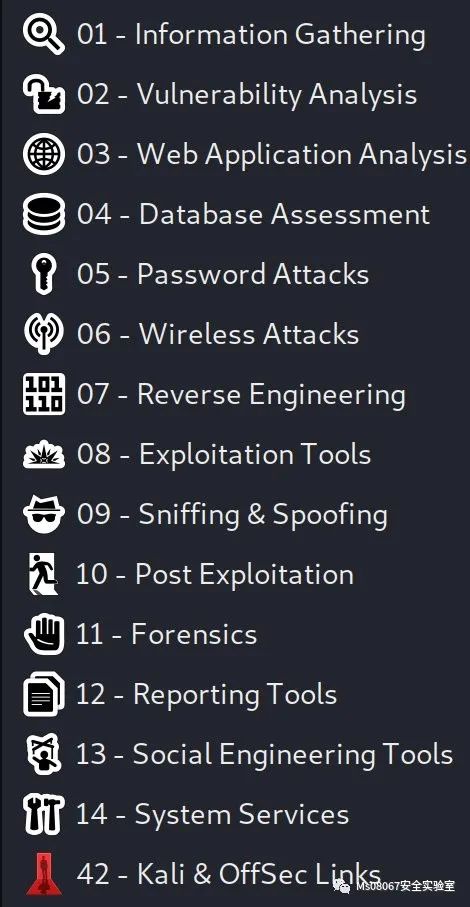 01 - Information Gathering
02 - Vulnerability Analysis
03 - Web Application Analysis
04 - Database Assessment
05 - Password Attacks
06 - Wireless Attacks
101
110
07 - Reverse Engineering
08 - Exploitation Tools
09 - Sniffing & Spoofing
10 - Post Exploitation
11 - Forensics
12 - Reporting Tools
13 - Social Engineering Tools
14 - System Services
42 - Kali & OffSec Links
Ms08067安全实验室